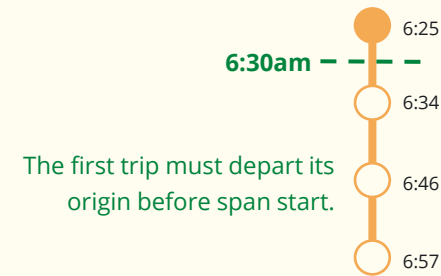 6:25
6:30am
6:34
The first trip must depart its
6:46
origin before span start.
6:57